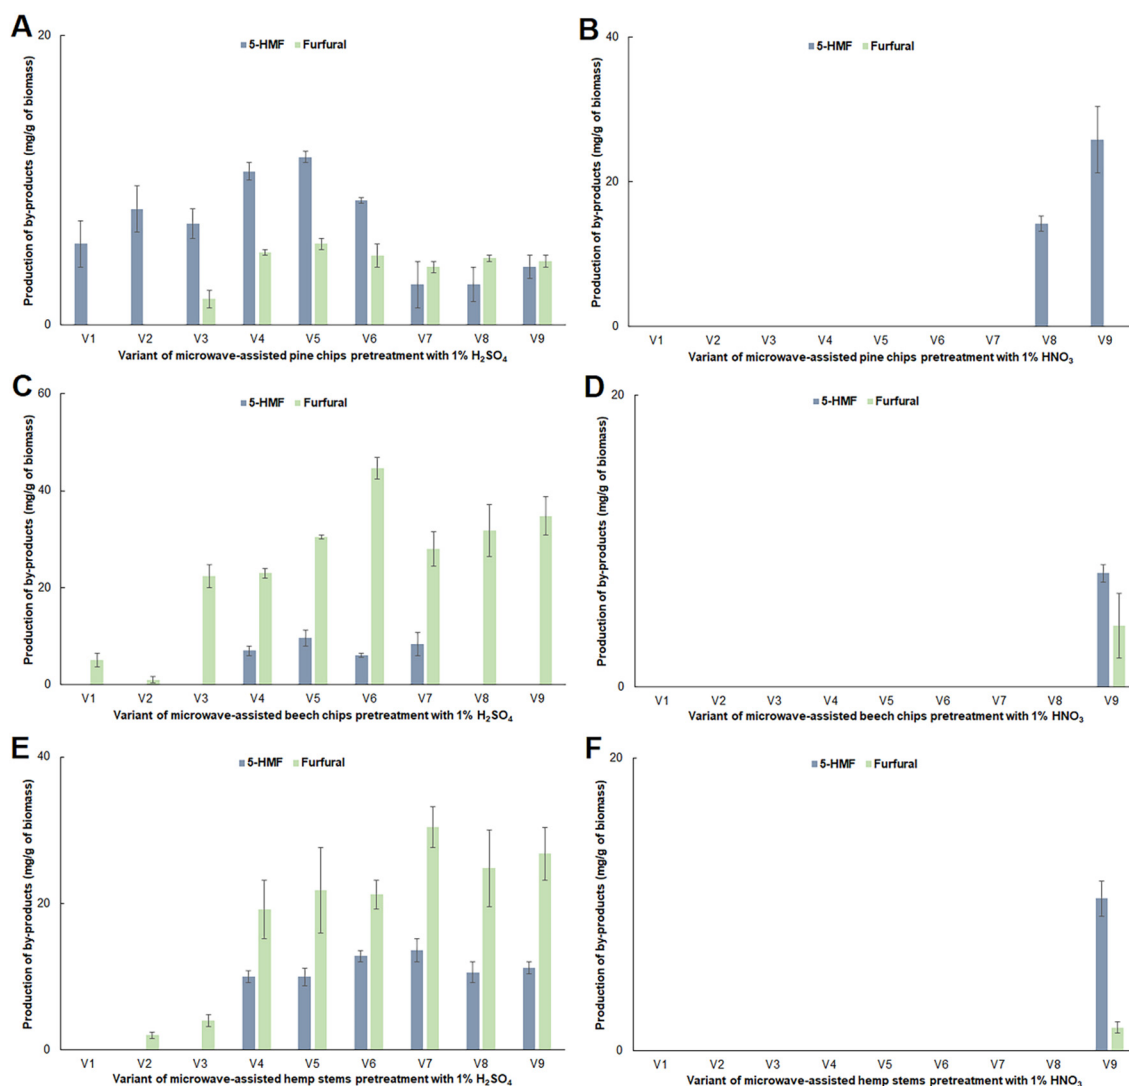 A
5-HMF Furfural
Production of by-products (mg/g of biomass)
20
0
V1 V2 V3 V4 V5 V6 V7 V8 V9
Variant of microwave-assisted pine chips pretreatment with 1% H₂SO₄
B
5-HMF Furfural
Production of by-products (mg/g of biomass)
40
20
0
V1 V2 V3 V4 V5 V6 V7 V8 V9
Variant of microwave-assisted pine chips pretreatment with 1% HNO₃
C
5-HMF Furfural
Production of by-products (mg/g of biomass)
60
40
20
0
V1 V2 V3 V4 V5 V6 V7 V8 V9
Variant of microwave-assisted beech chips pretreatment with 1% H₂SO₄
D
5-HMF Furfural
Production of by-products (mg/g of biomass)
20
0
V1 V2 V3 V4 V5 V6 V7 V8 V9
Variant of microwave-assisted beech chips pretreatment with 1% HNO₃
E
5-HMF Furfural
Production of by-products (mg/g of biomass)
40
20
0
V1 V2 V3 V4 V5 V6 V7 V8 V9
Variant of microwave-assisted hemp stems pretreatment with 1% H₂SO₄
F
5-HMF Furfural
Production of by-products (mg/g of biomass)
20
0
V1 V2 V3 V4 V5 V6 V7 V8 V9
Variant of microwave-assisted hemp stems pretreatment with 1% HNO₃